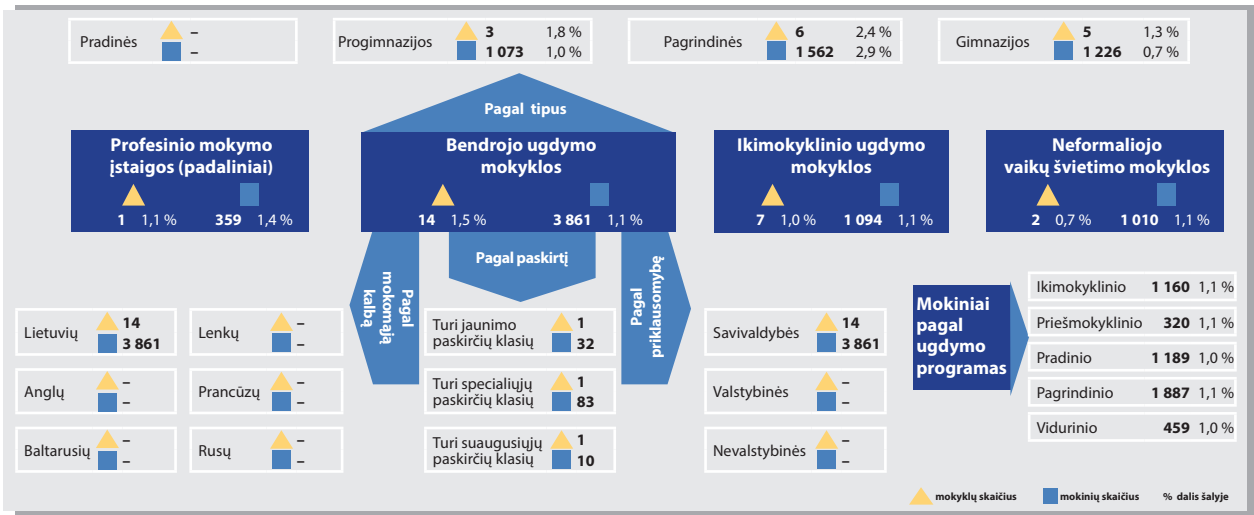 Pradinės
–
–
Progimnazijos
3 1,8 %
1 073 1,0 %
Pagrindinės
6 2,4 %
1 562 2,9 %
Gimnazijos
5 1,3 %
1 226 0,7 %
Pagal tipus
Profesinio mokymo
įstaigos (padaliniai)
1 1,1 % 359 1,4 %
Bendrojo ugdymo
mokyklos
14 1,5 % 3 861 1,1 %
Ikimokyklinio ugdymo
mokyklos
7 1,0 % 1 094 1,1 %
Neformaliojo
vaikų švietimo mokyklos
2 0,7 % 1 010 1,1 %
Pagal
mokomąją
kalbą
Pagal paskirtį
Pagal
priklausomybę
Lietuvių
14
3 861
Lenkų
–
–
Anglų
–
–
Prancūzų
–
–
Baltarusių
–
–
Rusų
–
–
Turi jaunimo
paskirčių klasių
1
32
Turi specialiųjų
paskirčių klasių
1
83
Turi suaugusiųjų
paskirčių klasių
1
10
Savivaldybės
14
3 861
Valstybinės
–
–
Nevalstybinės
–
–
Mokiniai
pagal
ugdymo
programas
Ikimokyklinio 1 160 1,1 %
Priešmokyklinio 320 1,1 %
Pradinio 1 189 1,0 %
Pagrindinio 1 887 1,1 %
Vidurinio 459 1,0 %
mokyklų skaičius mokinių skaičius % dalis šalyje